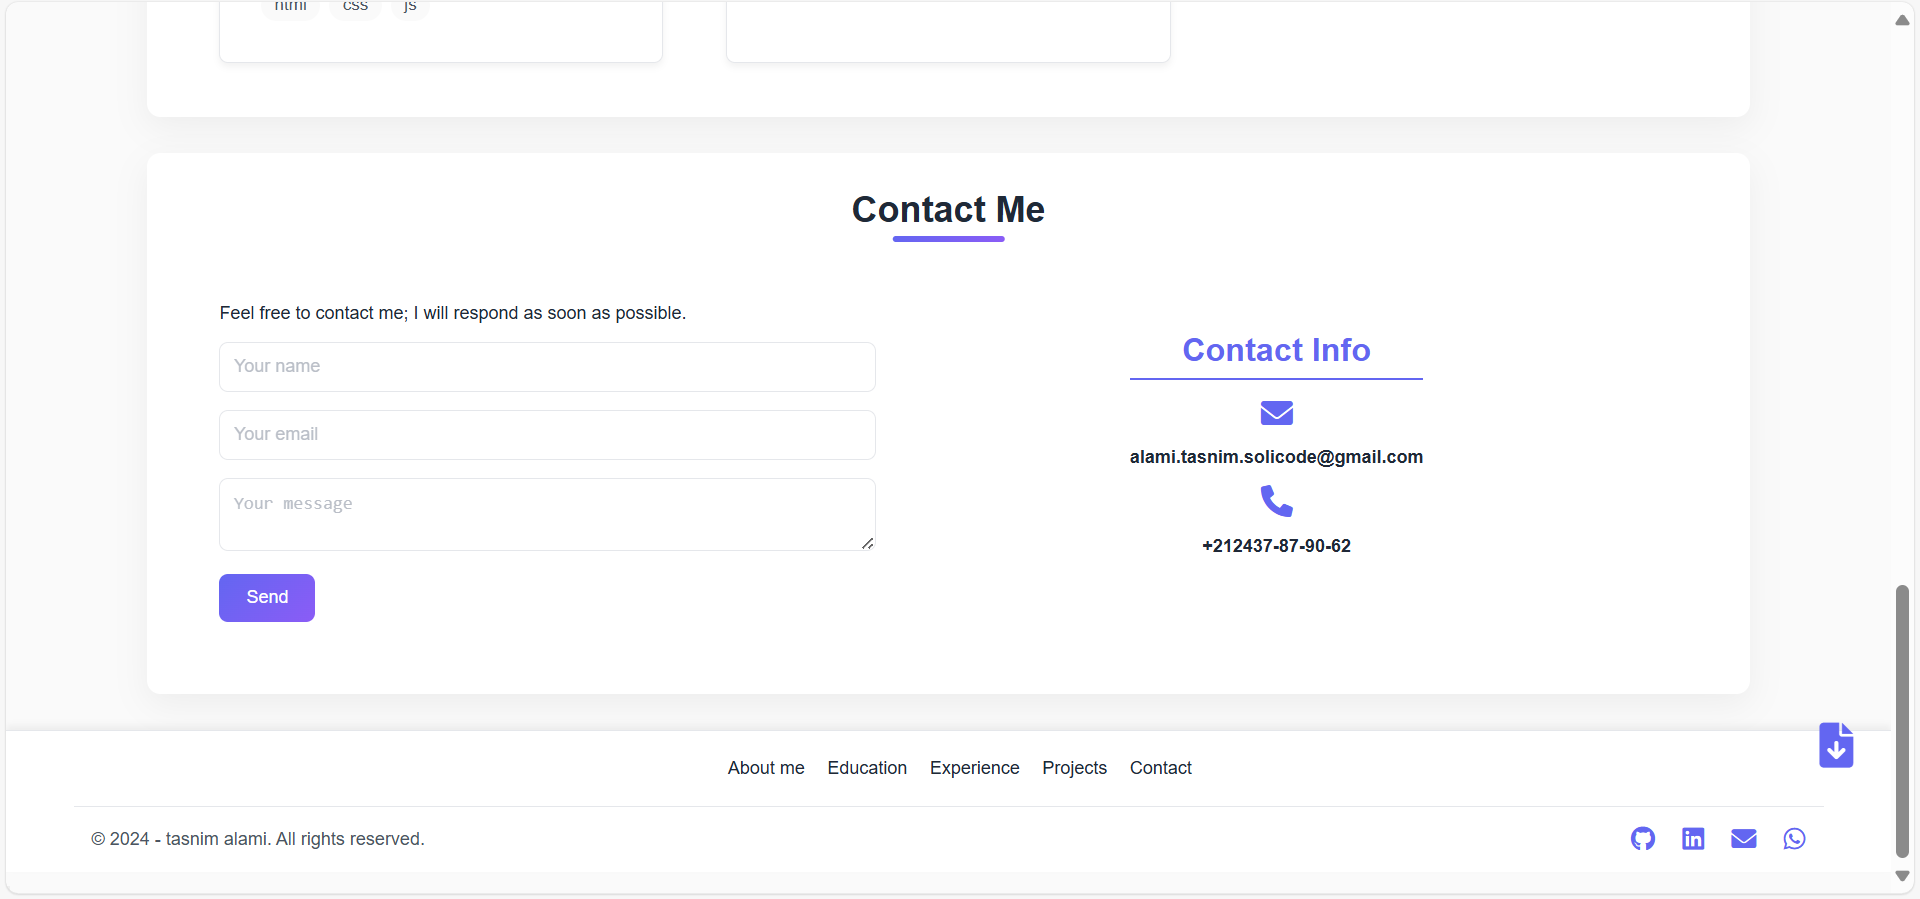 html css js
Contact Me
Feel free to contact me; I will respond as soon as possible.
Your name
Your email
Your message
Send
Contact Info
alami.tasnim.solicode@gmail.com
+212437-87-90-62
About me Education Experience Projects Contact
© 2024 - tasnim alami. All rights reserved.